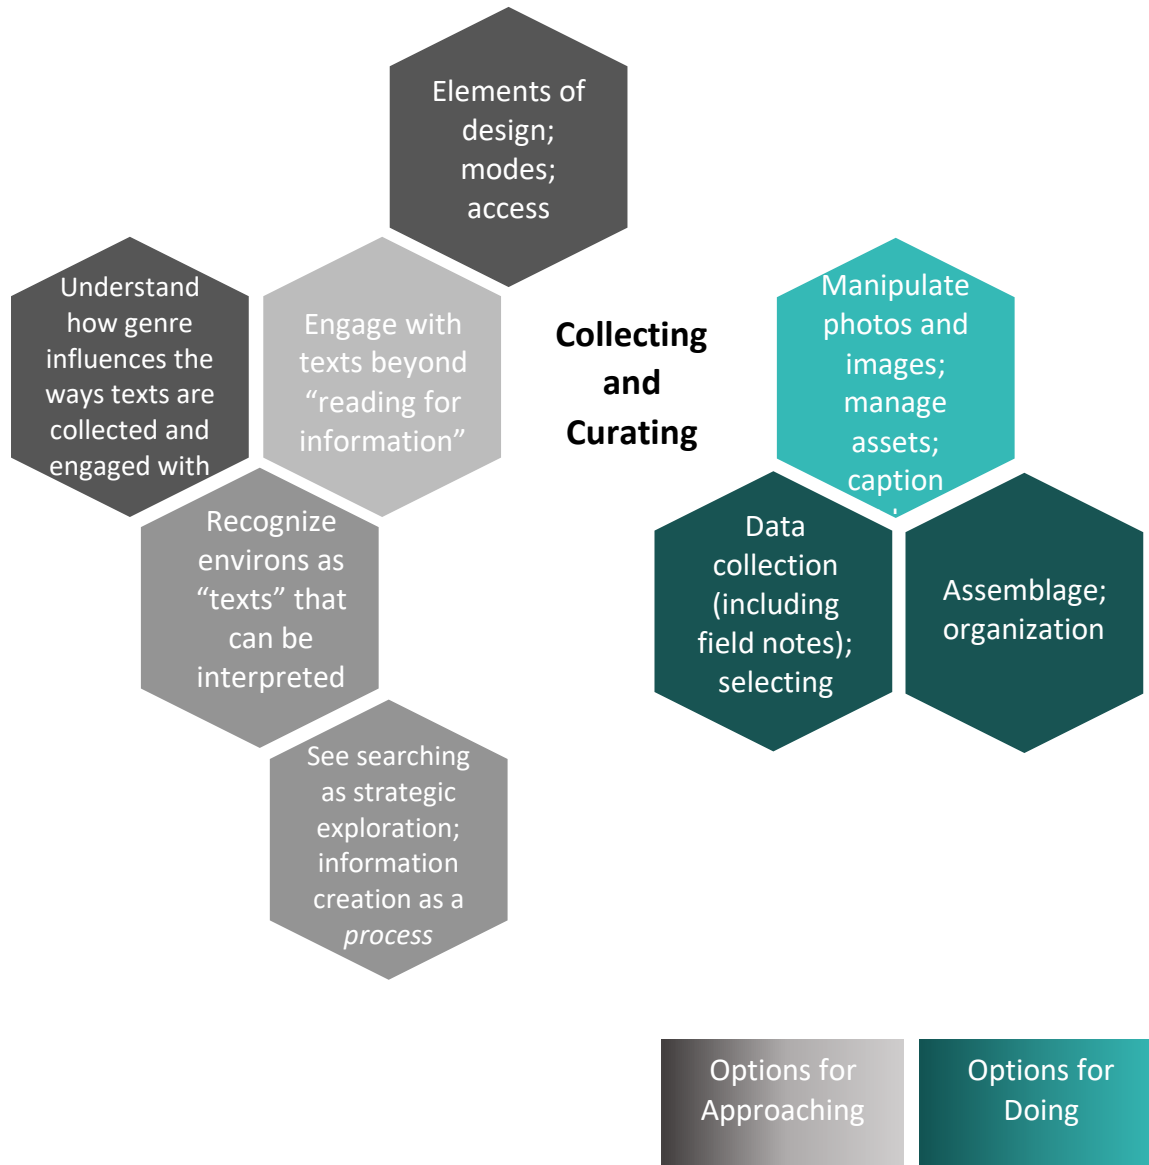 Elements of
design;
modes;
access
Understand
how genre
influences the
ways texts are
collected and
engaged with
Engage with
texts beyond
“reading for
information”
Collecting
and
Curating
Manipulate
photos and
images;
manage
assets;
caption
Recognize
environs as
“texts” that
can be
interpreted
Data
collection
(including
field notes);
selecting
Assemblage;
organization
See searching
as strategic
exploration;
information
creation as a
process
Options for
Approaching
Options for
Doing